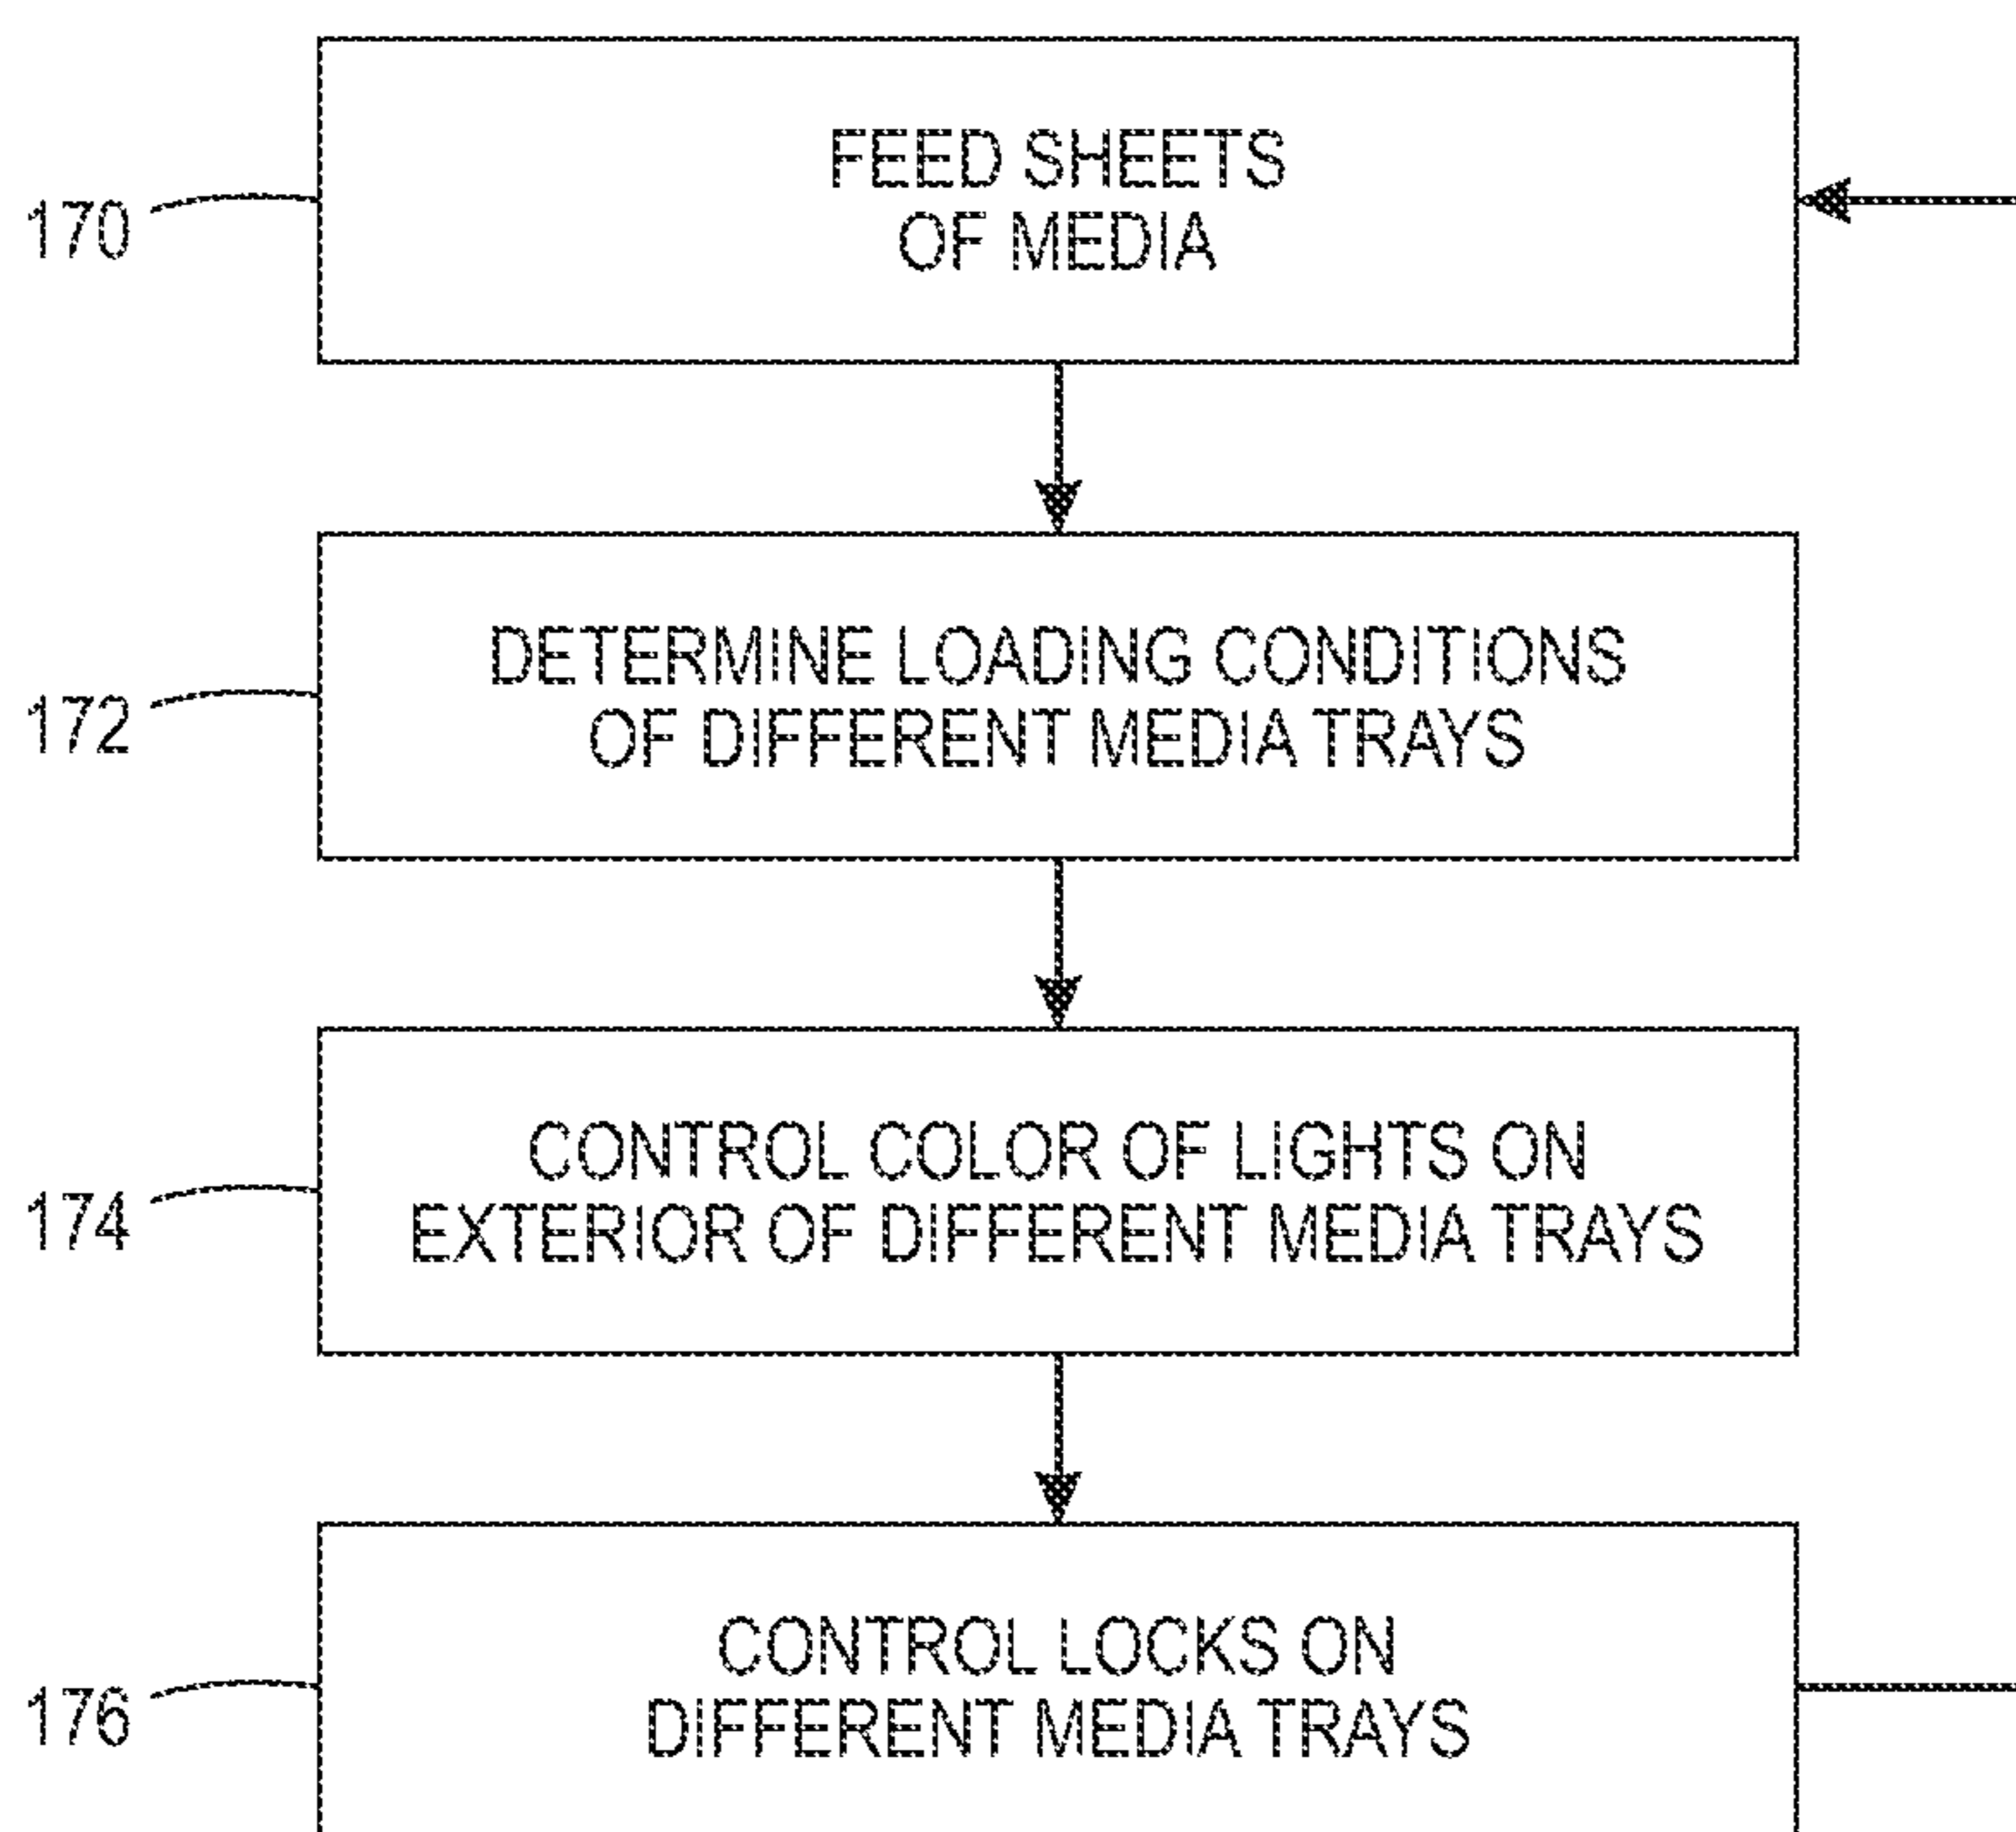 FEED SHEETS
OF MEDIA
170
DETERMINE LOADING CONDITIONS
OF DIFFERENT MEDIA TRAYS
172
CONTROL COLOR OF LIGHTS ON
EXTERIOR OF DIFFERENT MEDIA TRAYS
174
CONTROL LOCKS ON
DIFFERENT MEDIA TRAYS
176